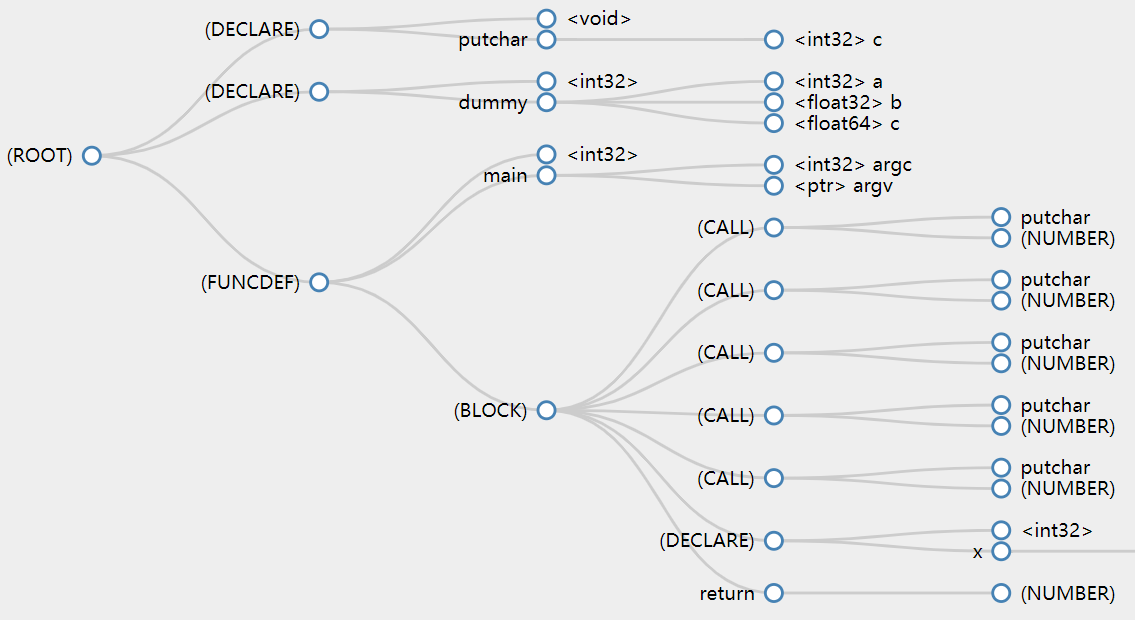 (DECLARE)
<void>
putchar
<int32> c
(DECLARE)
<int32>
dummy
<int32> a
<float32> b
<float64> c
(ROOT)
<int32>
main
<int32> argc
<ptr> argv
(FUNCDEF)
(BLOCK)
(CALL)
putchar
(NUMBER)
(CALL)
putchar
(NUMBER)
(CALL)
putchar
(NUMBER)
(CALL)
putchar
(NUMBER)
(CALL)
putchar
(NUMBER)
(DECLARE)
<int32>
x
return
(NUMBER)